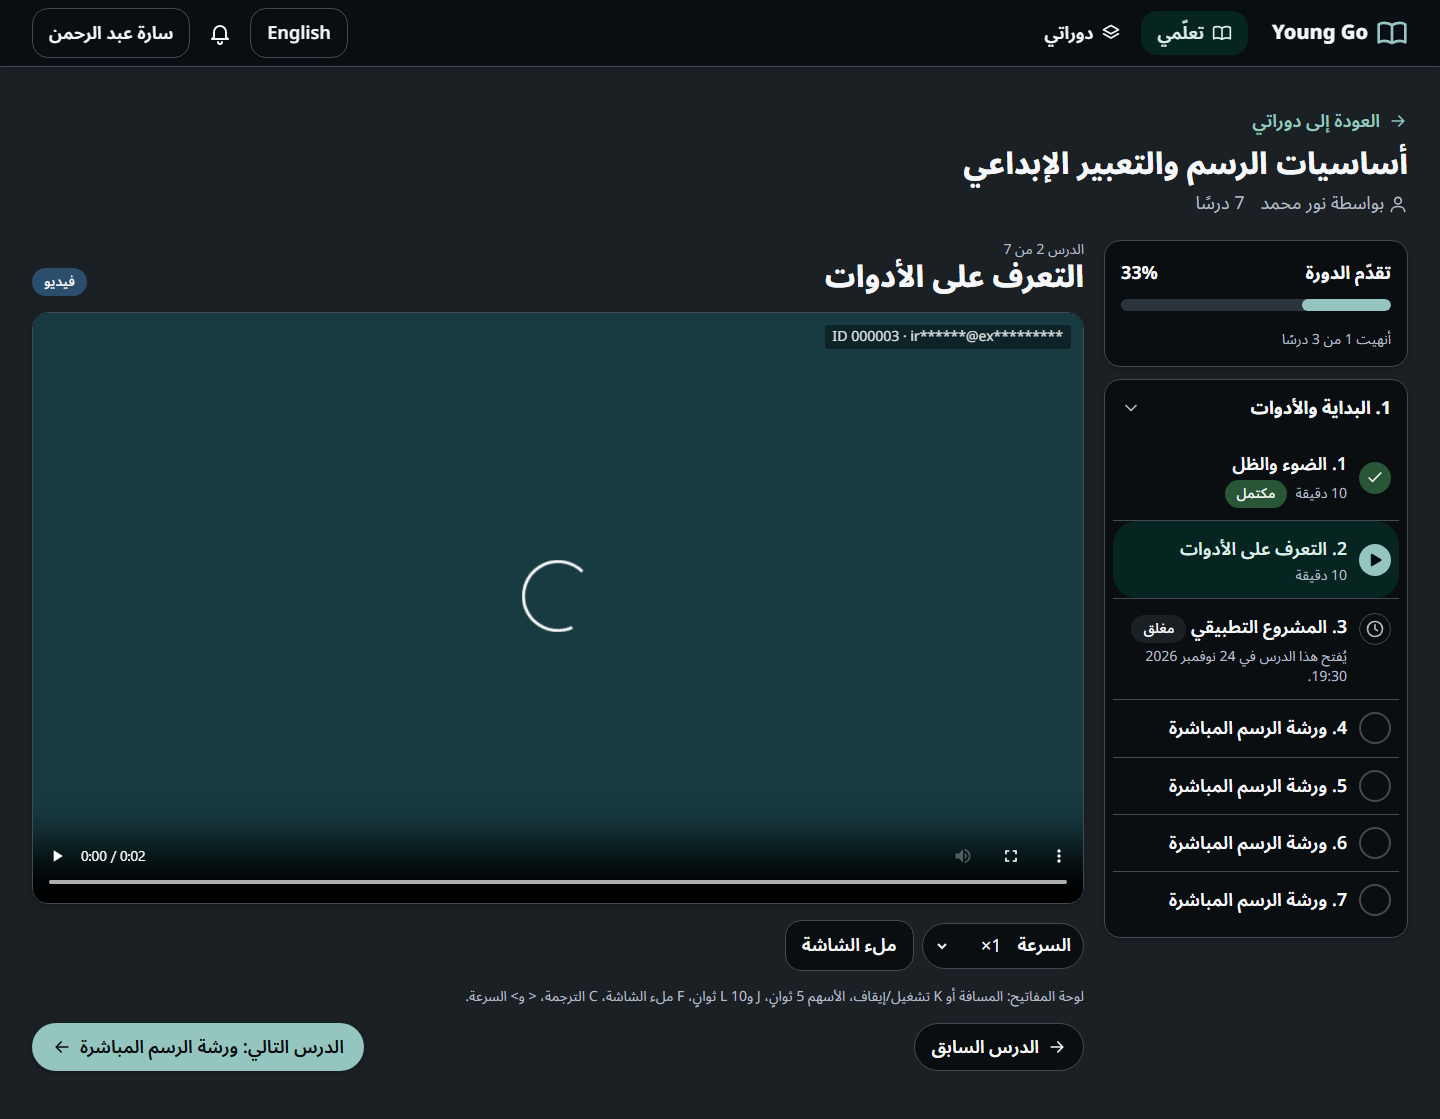 Young Go
تعلّمي
دوراتي
English
سارة عبد الرحمن
العودة إلى دوراتي
أساسيات الرسم والتعبير الإبداعي
بواسطة نور محمد 7 درسًا
تقدّم الدورة 33%
أنهيت 1 من 3 درسًا
1. البداية والأدوات
1. الضوء والظل
10 دقيقة مكتمل
2. التعرف على الأدوات
10 دقيقة
3. المشروع التطبيقي مغلق
يُفتح هذا الدرس في 24 نوفمبر 2026
19:30.
4. ورشة الرسم المباشرة
5. ورشة الرسم المباشرة
6. ورشة الرسم المباشرة
7. ورشة الرسم المباشرة
الدرس 2 من 7
التعرف على الأدوات
فيديو
ID 000003 · ir******@ex*********
0:00 / 0:02
السرعة 1×
ملء الشاشة
لوحة المفاتيح: المسافة أو K تشغيل/إيقاف، الأسهم 5 ثوانٍ، J وL 10 ثوانٍ، F ملء الشاشة، C الترجمة، < و> السرعة.
الدرس السابق
الدرس التالي: ورشة الرسم المباشرة